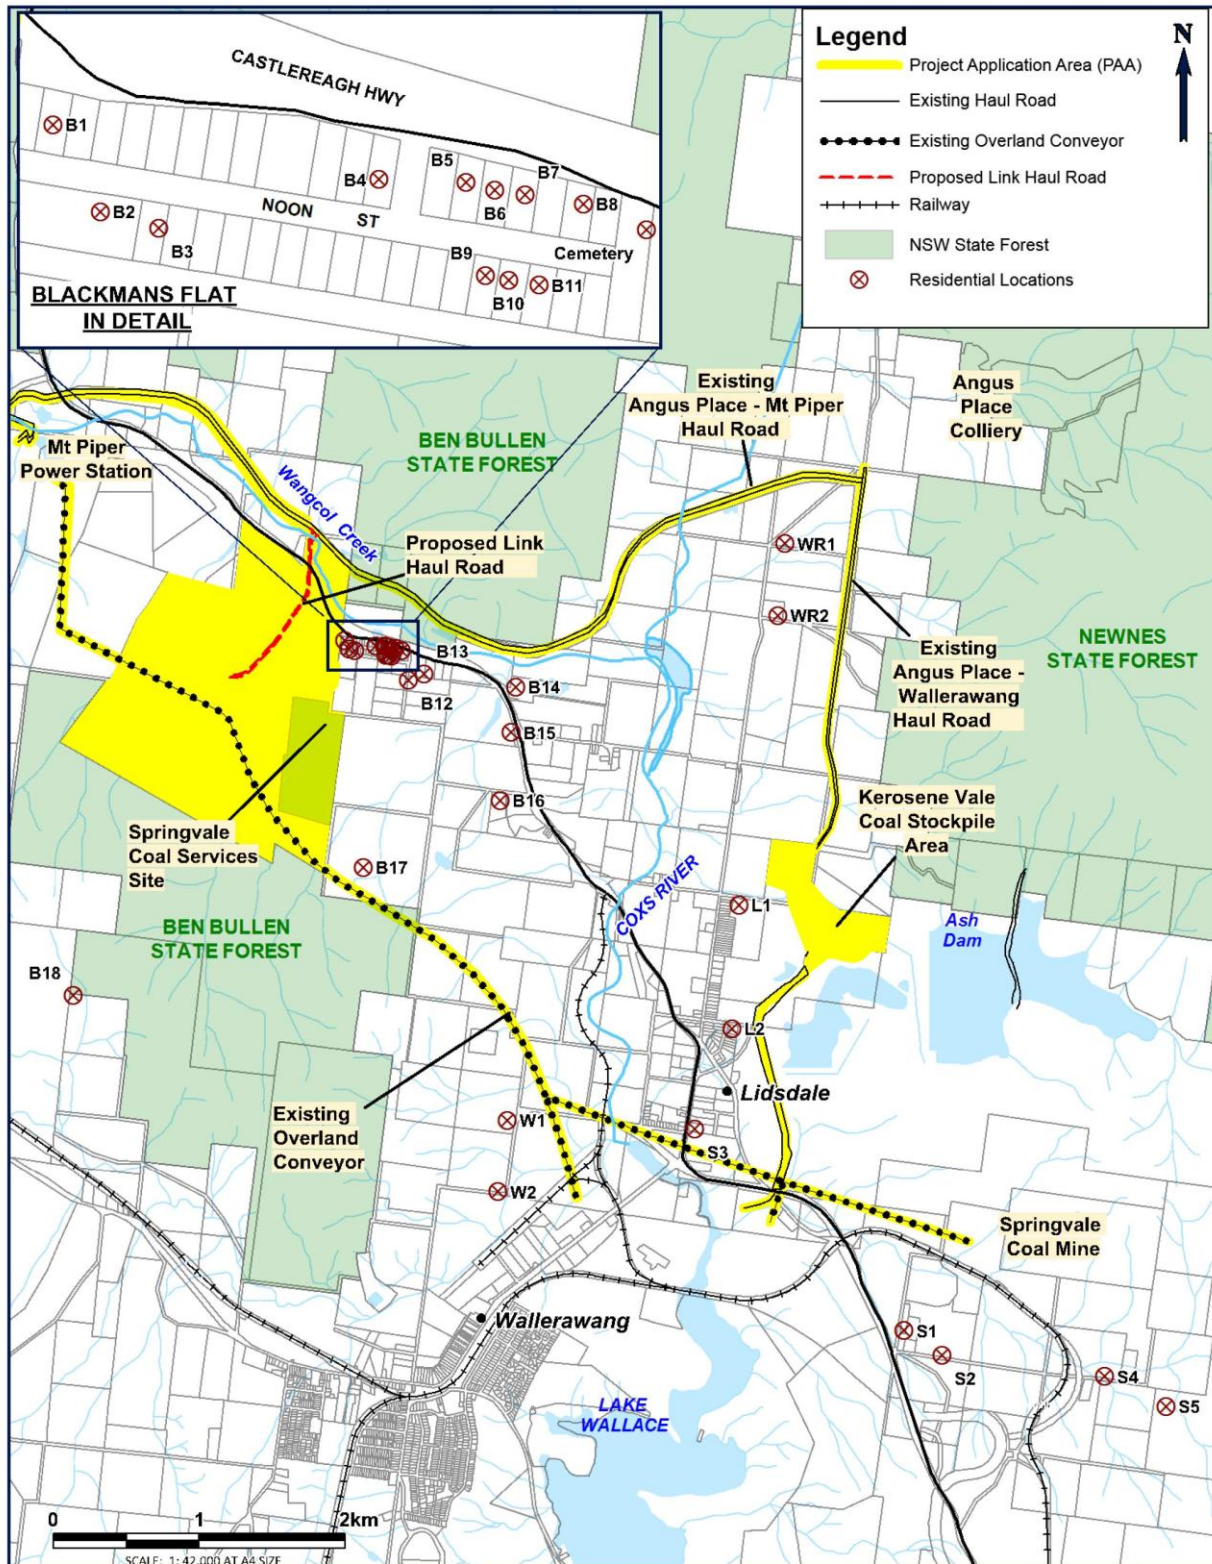 CASTLEREAGH HWY
B1
B4
B5
B7
B6
B8
B2
NOON ST
B3
B9
B10
B11
Cemetery
BLACKMANS FLAT
IN DETAIL
Legend
N
Project Application Area (PAA)
Existing Haul Road
Existing Overland Conveyor
Proposed Link Haul Road
Railway
NSW State Forest
Residential Locations
Existing
Angus Place - Mt Piper
Haul Road
Angus
Place
Colliery
Mt Piper
Power Station
BEN BULLEN
STATE FOREST
Wangcol Creek
Proposed Link
Haul Road
WR1
WR2
Existing
Angus Place -
Wallerawang
Haul Road
NEWNES
STATE FOREST
B13
B12
B14
B15
B16
Springvale
Coal Services
Site
B17
Kerosene Vale
Coal Stockpile
Area
COXS RIVER
L1
Ash
Dam
BEN BULLEN
STATE FOREST
B18
L2
Lidsdale
Existing
Overland
Conveyor
W1
S3
W2
Springvale
Coal Mine
Wallerawang
S1
S2
S4
S5
LAKE
WALLACE
0 1 2km
SCALE: 1: 42,000 AT A4 SIZE